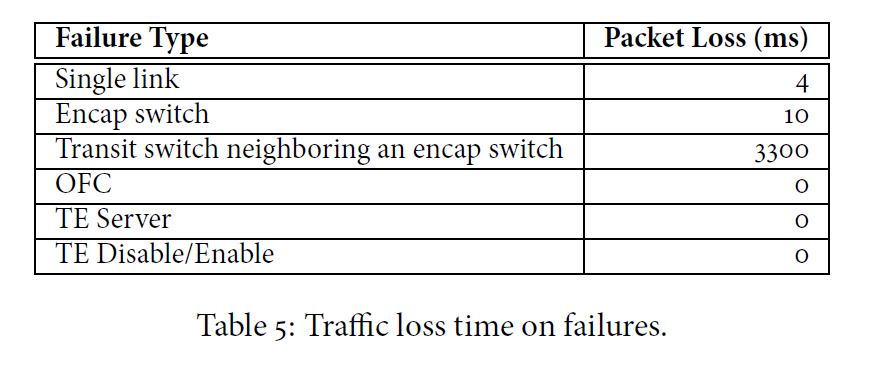 Failure Type Packet Loss (ms)
Single link 4
Encap switch 10
Transit switch neighboring an encap switch 3300
OFC 0
TE Server 0
TE Disable/Enable 0
Table 5: Traffic loss time on failures.